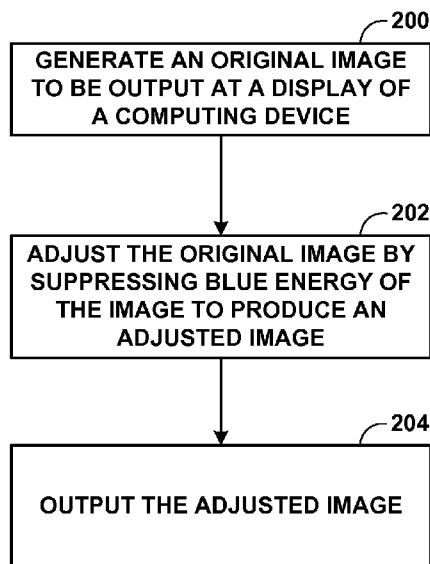 200
GENERATE AN ORIGINAL IMAGE
TO BE OUTPUT AT A DISPLAY OF
A COMPUTING DEVICE
202
ADJUST THE ORIGINAL IMAGE BY
SUPPRESSING BLUE ENERGY OF
THE IMAGE TO PRODUCE AN
ADJUSTED IMAGE
204
OUTPUT THE ADJUSTED IMAGE